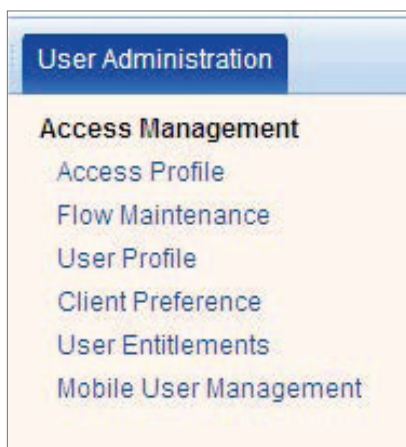 User Administration
Access Management
Access Profile
Flow Maintenance
User Profile
Client Preference
User Entitlements
Mobile User Management